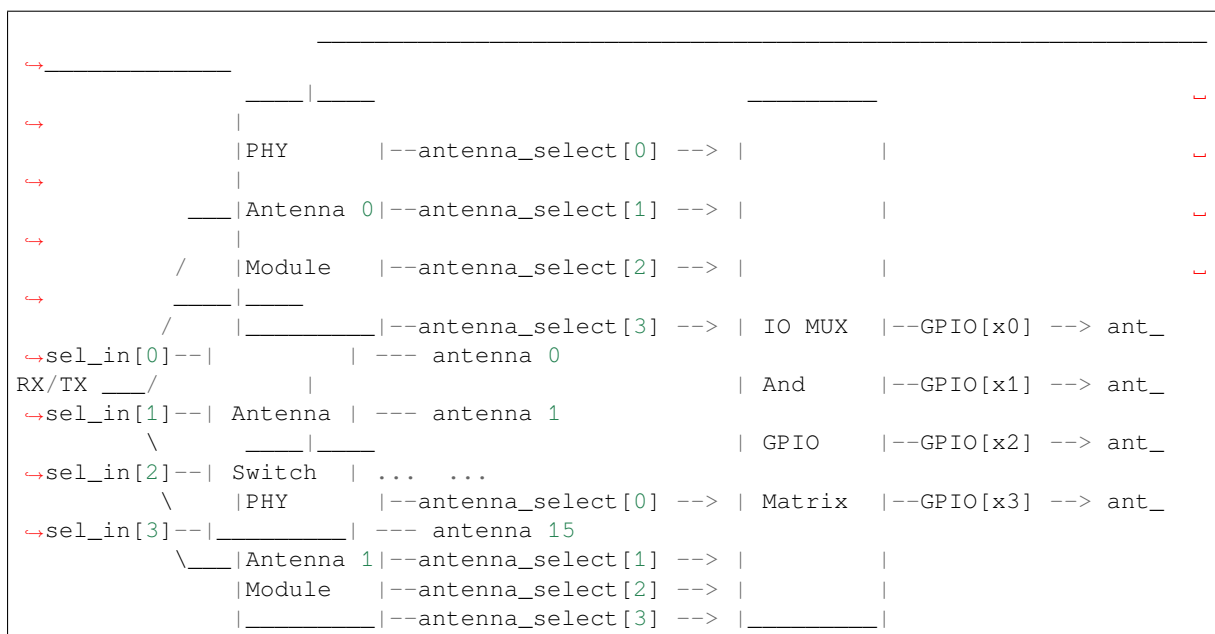 ______________________________________________________________
↪_____________
                ____|____                          _________                      ␣
↪               |
                |PHY      |--antenna_select[0] --> |         |                    ␣
↪               |
             ___|Antenna 0|--antenna_select[1] --> |         |                    ␣
↪               |
           /    |Module   |--antenna_select[2] --> |         |                    ␣
↪          ____|____
          /     |_________|--antenna_select[3] --> | IO MUX  |--GPIO[x0] --> ant_
↪sel_in[0]--|         | --- antenna 0
RX/TX ___/          |                              | And     |--GPIO[x1] --> ant_
↪sel_in[1]--| Antenna | --- antenna 1
         \      ____|____                          | GPIO    |--GPIO[x2] --> ant_
↪sel_in[2]--| Switch  | ...  ...
          \     |PHY      |--antenna_select[0] --> | Matrix  |--GPIO[x3] --> ant_
↪sel_in[3]--|_________| --- antenna 15
           \___|Antenna 1|--antenna_select[1] --> |         |
                |Module   |--antenna_select[2] --> |         |
                |_________|--antenna_select[3] --> |_________|